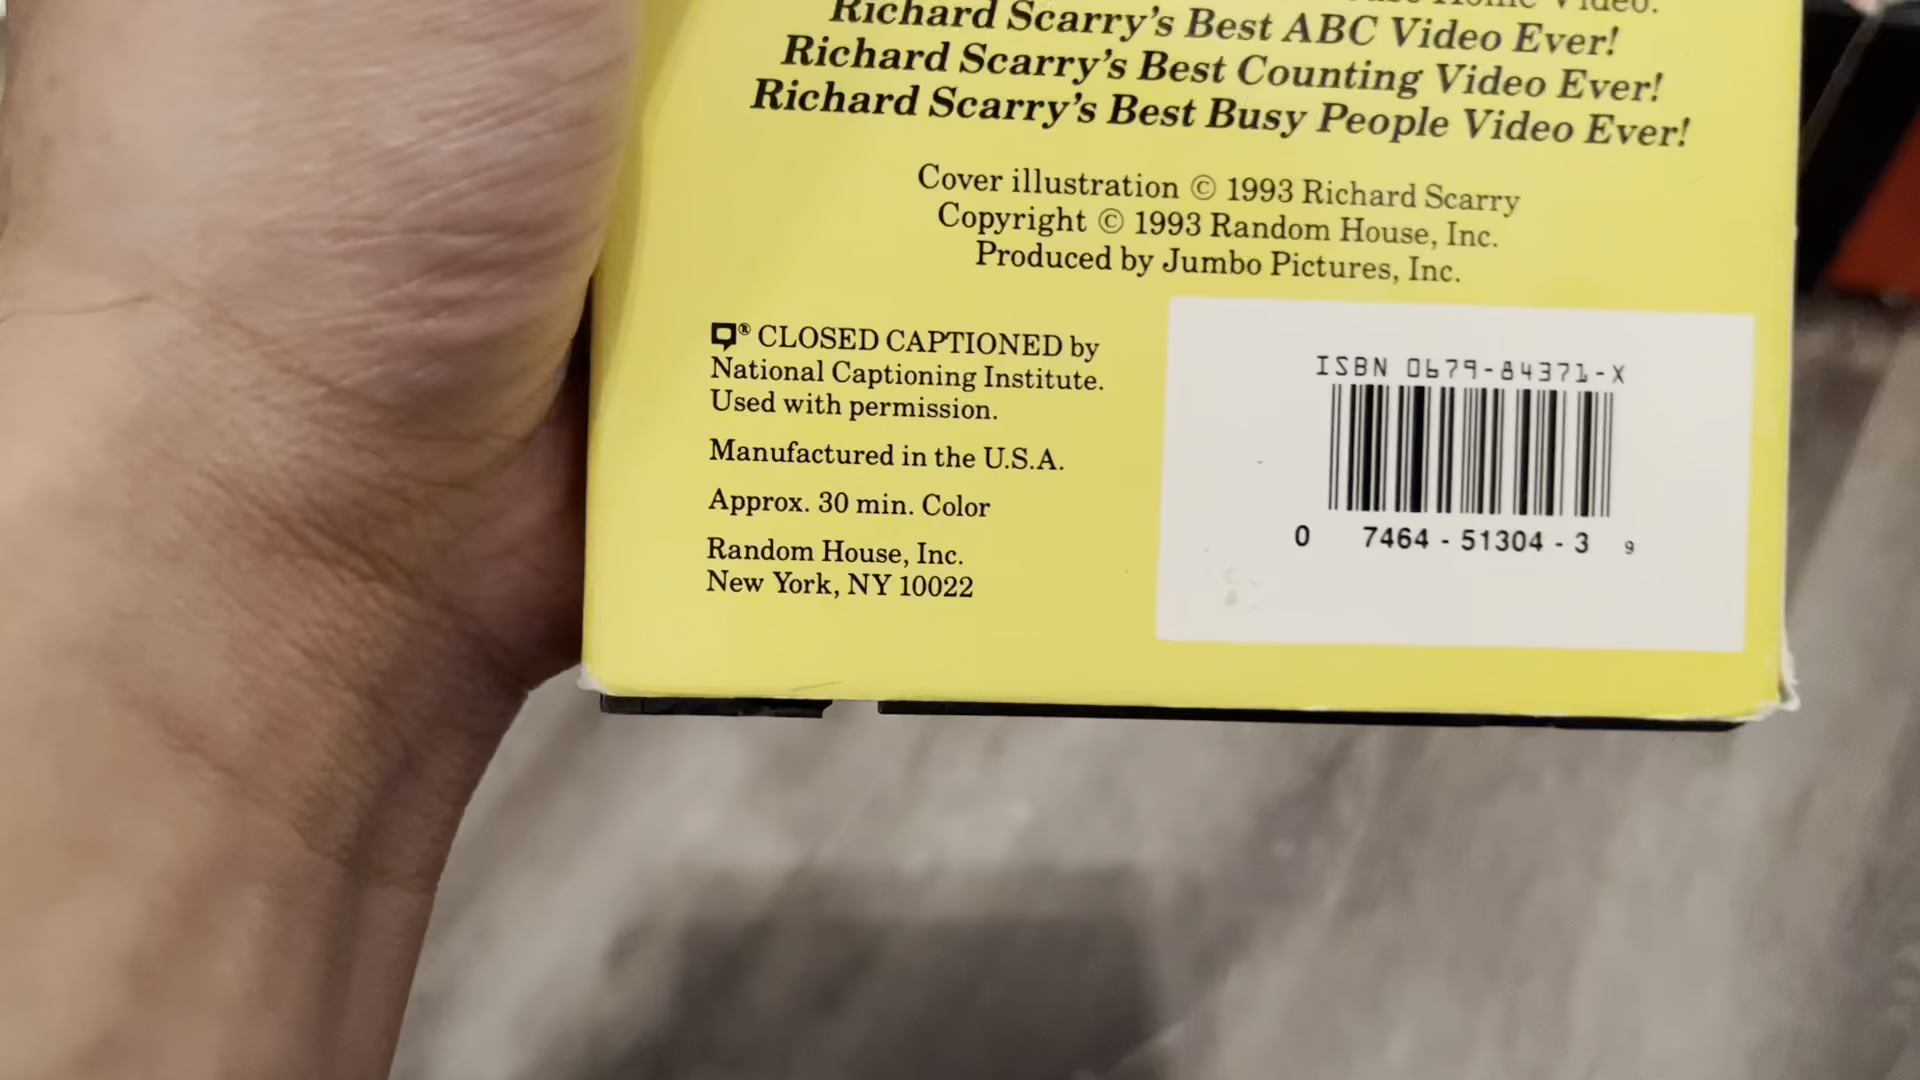 Home Video.
Richard Scarry's Best ABC Video Ever!
Richard Scarry's Best Counting Video Ever!
Richard Scarry's Best Busy People Video Ever!
Cover illustration © 1993 Richard Scarry
Copyright © 1993 Random House, Inc.
Produced by Jumbo Pictures, Inc.
® CLOSED CAPTIONED by
National Captioning Institute.
Used with permission.
Manufactured in the U.S.A.
Approx. 30 min. Color
Random House, Inc.
New York, NY 10022
ISBN 0679-84371-X
0 7464 - 51304 - 3 9